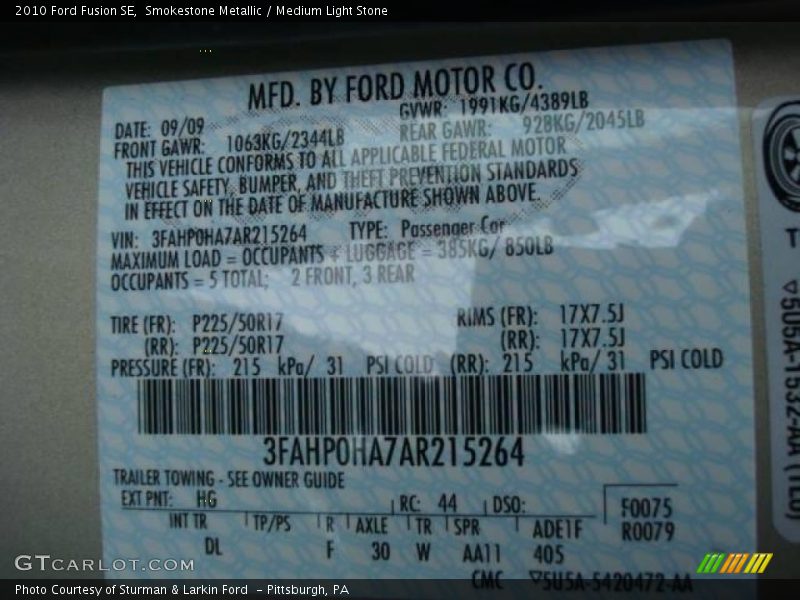 2010 Ford Fusion SE, Smokestone Metallic / Medium Light Stone
MFD. BY FORD MOTOR CO.
DATE: 09/09 GVWR: 1991KG/4389LB
FRONT GAWR: 1063KG/2344LB REAR GAWR: 928KG/2045LB
THIS VEHICLE CONFORMS TO ALL APPLICABLE FEDERAL MOTOR
VEHICLE SAFETY, BUMPER, AND THEFT PREVENTION STANDARDS
IN EFFECT ON THE DATE OF MANUFACTURE SHOWN ABOVE.
VIN: 3FAHP0HA7AR215264 TYPE: Passenger Car
MAXIMUM LOAD = OCCUPANTS + LUGGAGE = 385KG/ 850LB
OCCUPANTS = 5 TOTAL; 2 FRONT, 3 REAR
TIRE (FR): P225/50R17 RIMS (FR): 17X7.5J
(RR): P225/50R17 (RR): 17X7.5J
PRESSURE (FR): 215 kPa/ 31 PSI COLD (RR): 215 kPa/ 31 PSI COLD
3FAHP0HA7AR215264
TRAILER TOWING - SEE OWNER GUIDE
EXT PNT: HG RC: 44 DSO: F0075
INT TR TP/PS R AXLE TR SPR ADE1F R0079
DL F 30 W AA11 405
CMC ▽5U5A-5420472-AA
T
▽5U5A-1532-AA (TLO)
GTCarLot.com
Photo Courtesy of Sturman & Larkin Ford - Pittsburgh, PA